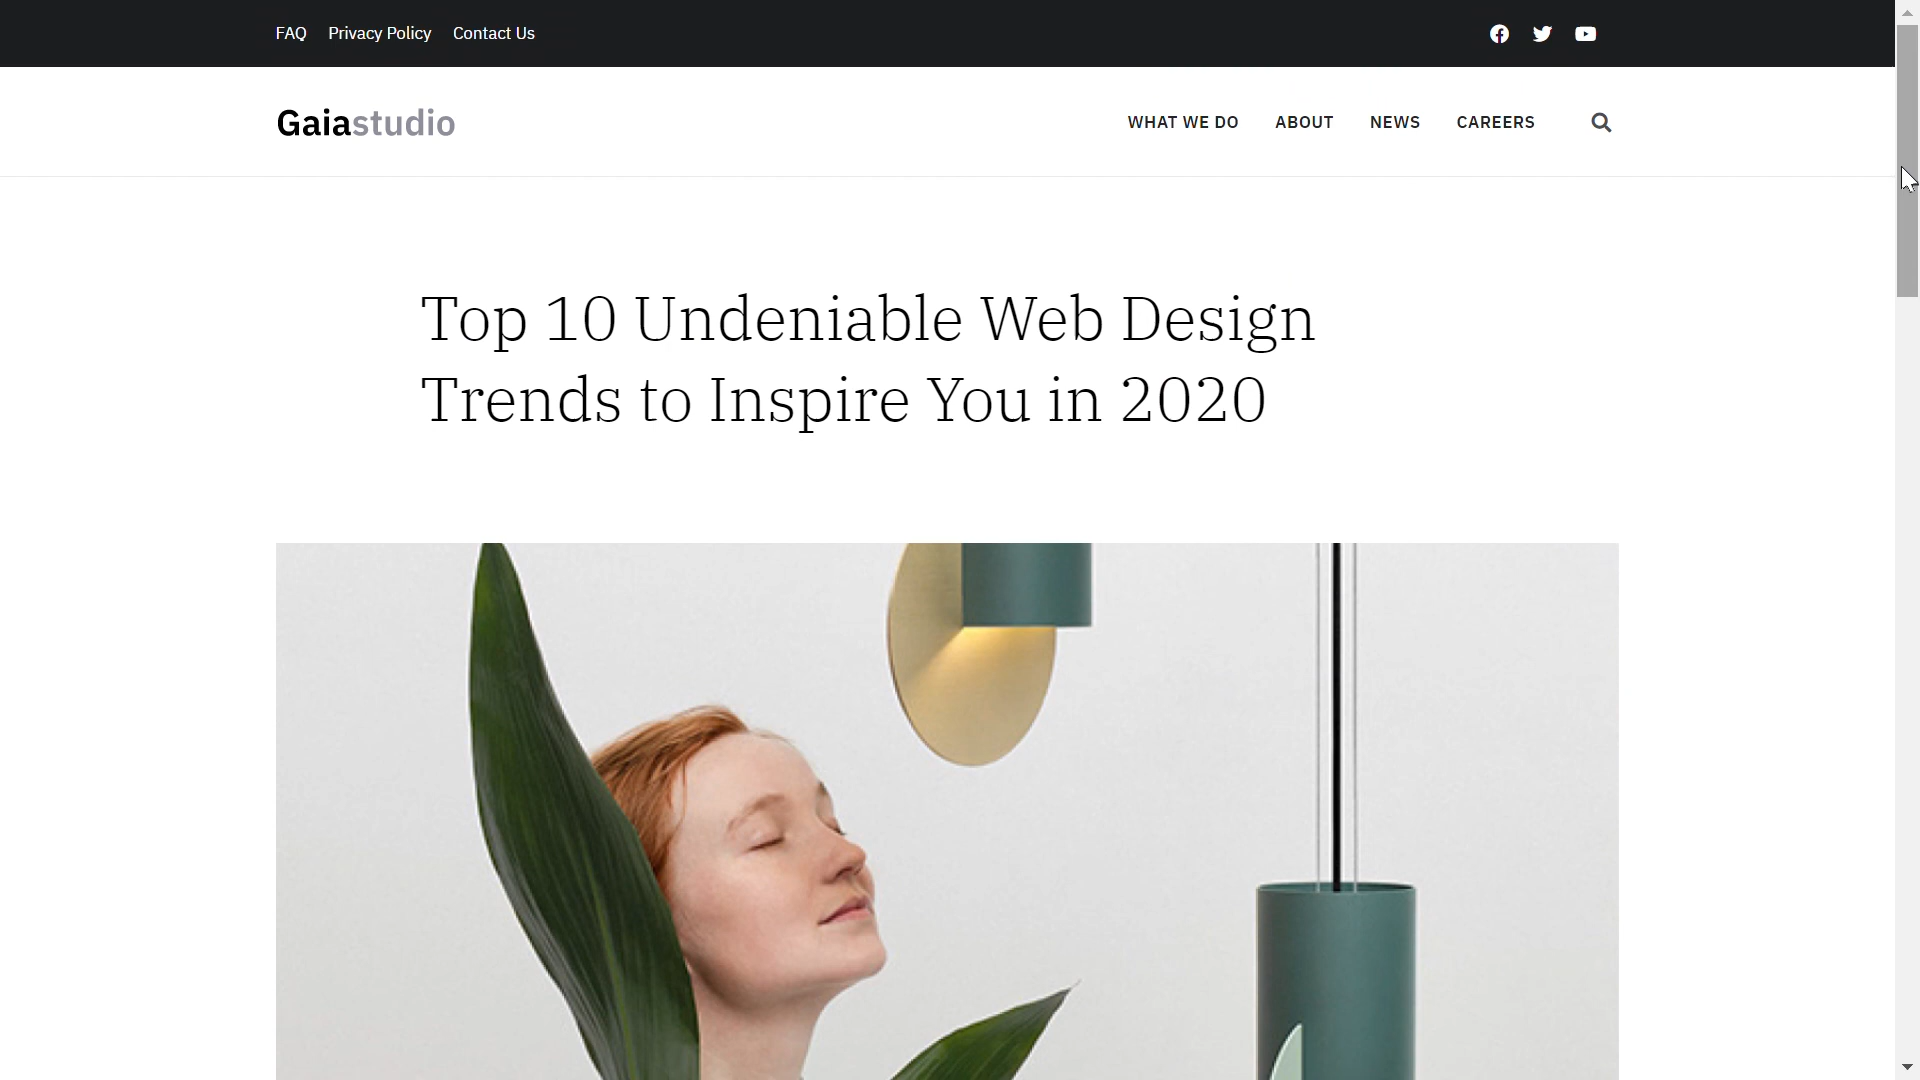 FAQ Privacy Policy Contact Us
Gaiastudio
WHAT WE DO ABOUT NEWS CAREERS
Top 10 Undeniable Web Design
Trends to Inspire You in 2020